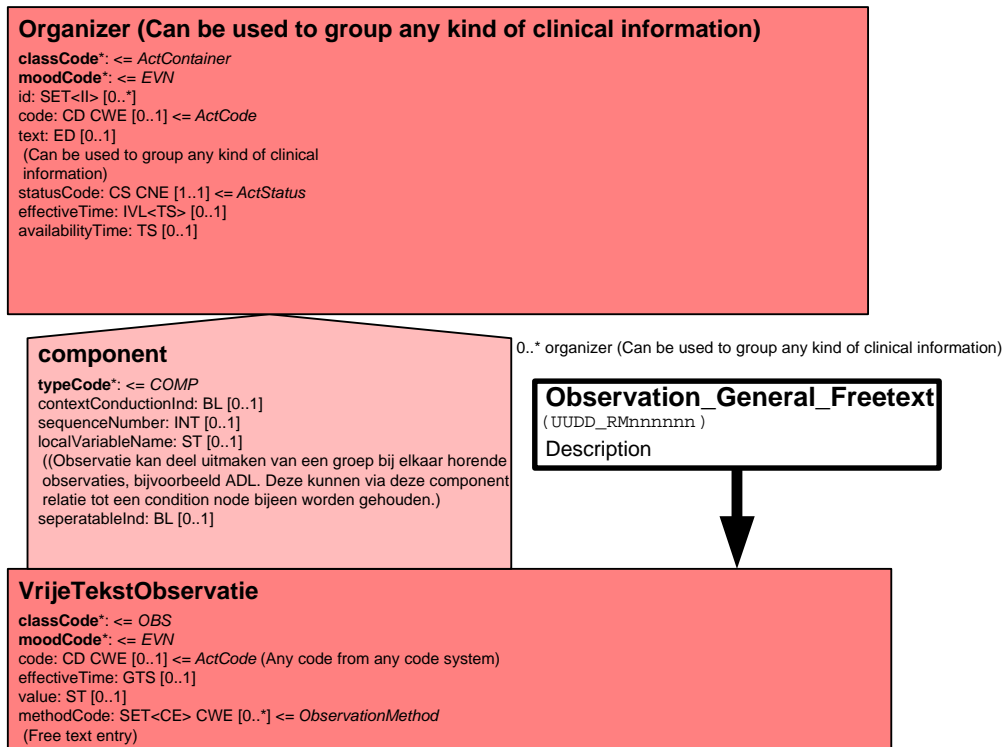 Organizer (Can be used to group any kind of clinical information)
classCode*: <= ActContainer
moodCode*: <= EVN
id: SET<II> [0..*]
code: CD CWE [0..1] <= ActCode
text: ED [0..1]
(Can be used to group any kind of clinical
information)
statusCode: CS CNE [1..1] <= ActStatus
effectiveTime: IVL<TS> [0..1]
availabilityTime: TS [0..1]
0..* organizer (Can be used to group any kind of clinical information)
component
typeCode*: <= COMP
contextConductionInd: BL [0..1]
sequenceNumber: INT [0..1]
localVariableName: ST [0..1]
((Observatie kan deel uitmaken van een groep bij elkaar horende
observaties, bijvoorbeeld ADL. Deze kunnen via deze component
relatie tot een condition node bijeen worden gehouden.)
seperatableInd: BL [0..1]
Observation_General_Freetext
(UUDD_RMnnnnnn )
Description
VrijeTekstObservatie
classCode*: <= OBS
moodCode*: <= EVN
code: CD CWE [0..1] <= ActCode (Any code from any code system)
effectiveTime: GTS [0..1]
value: ST [0..1]
methodCode: SET<CE> CWE [0..*] <= ObservationMethod
(Free text entry)